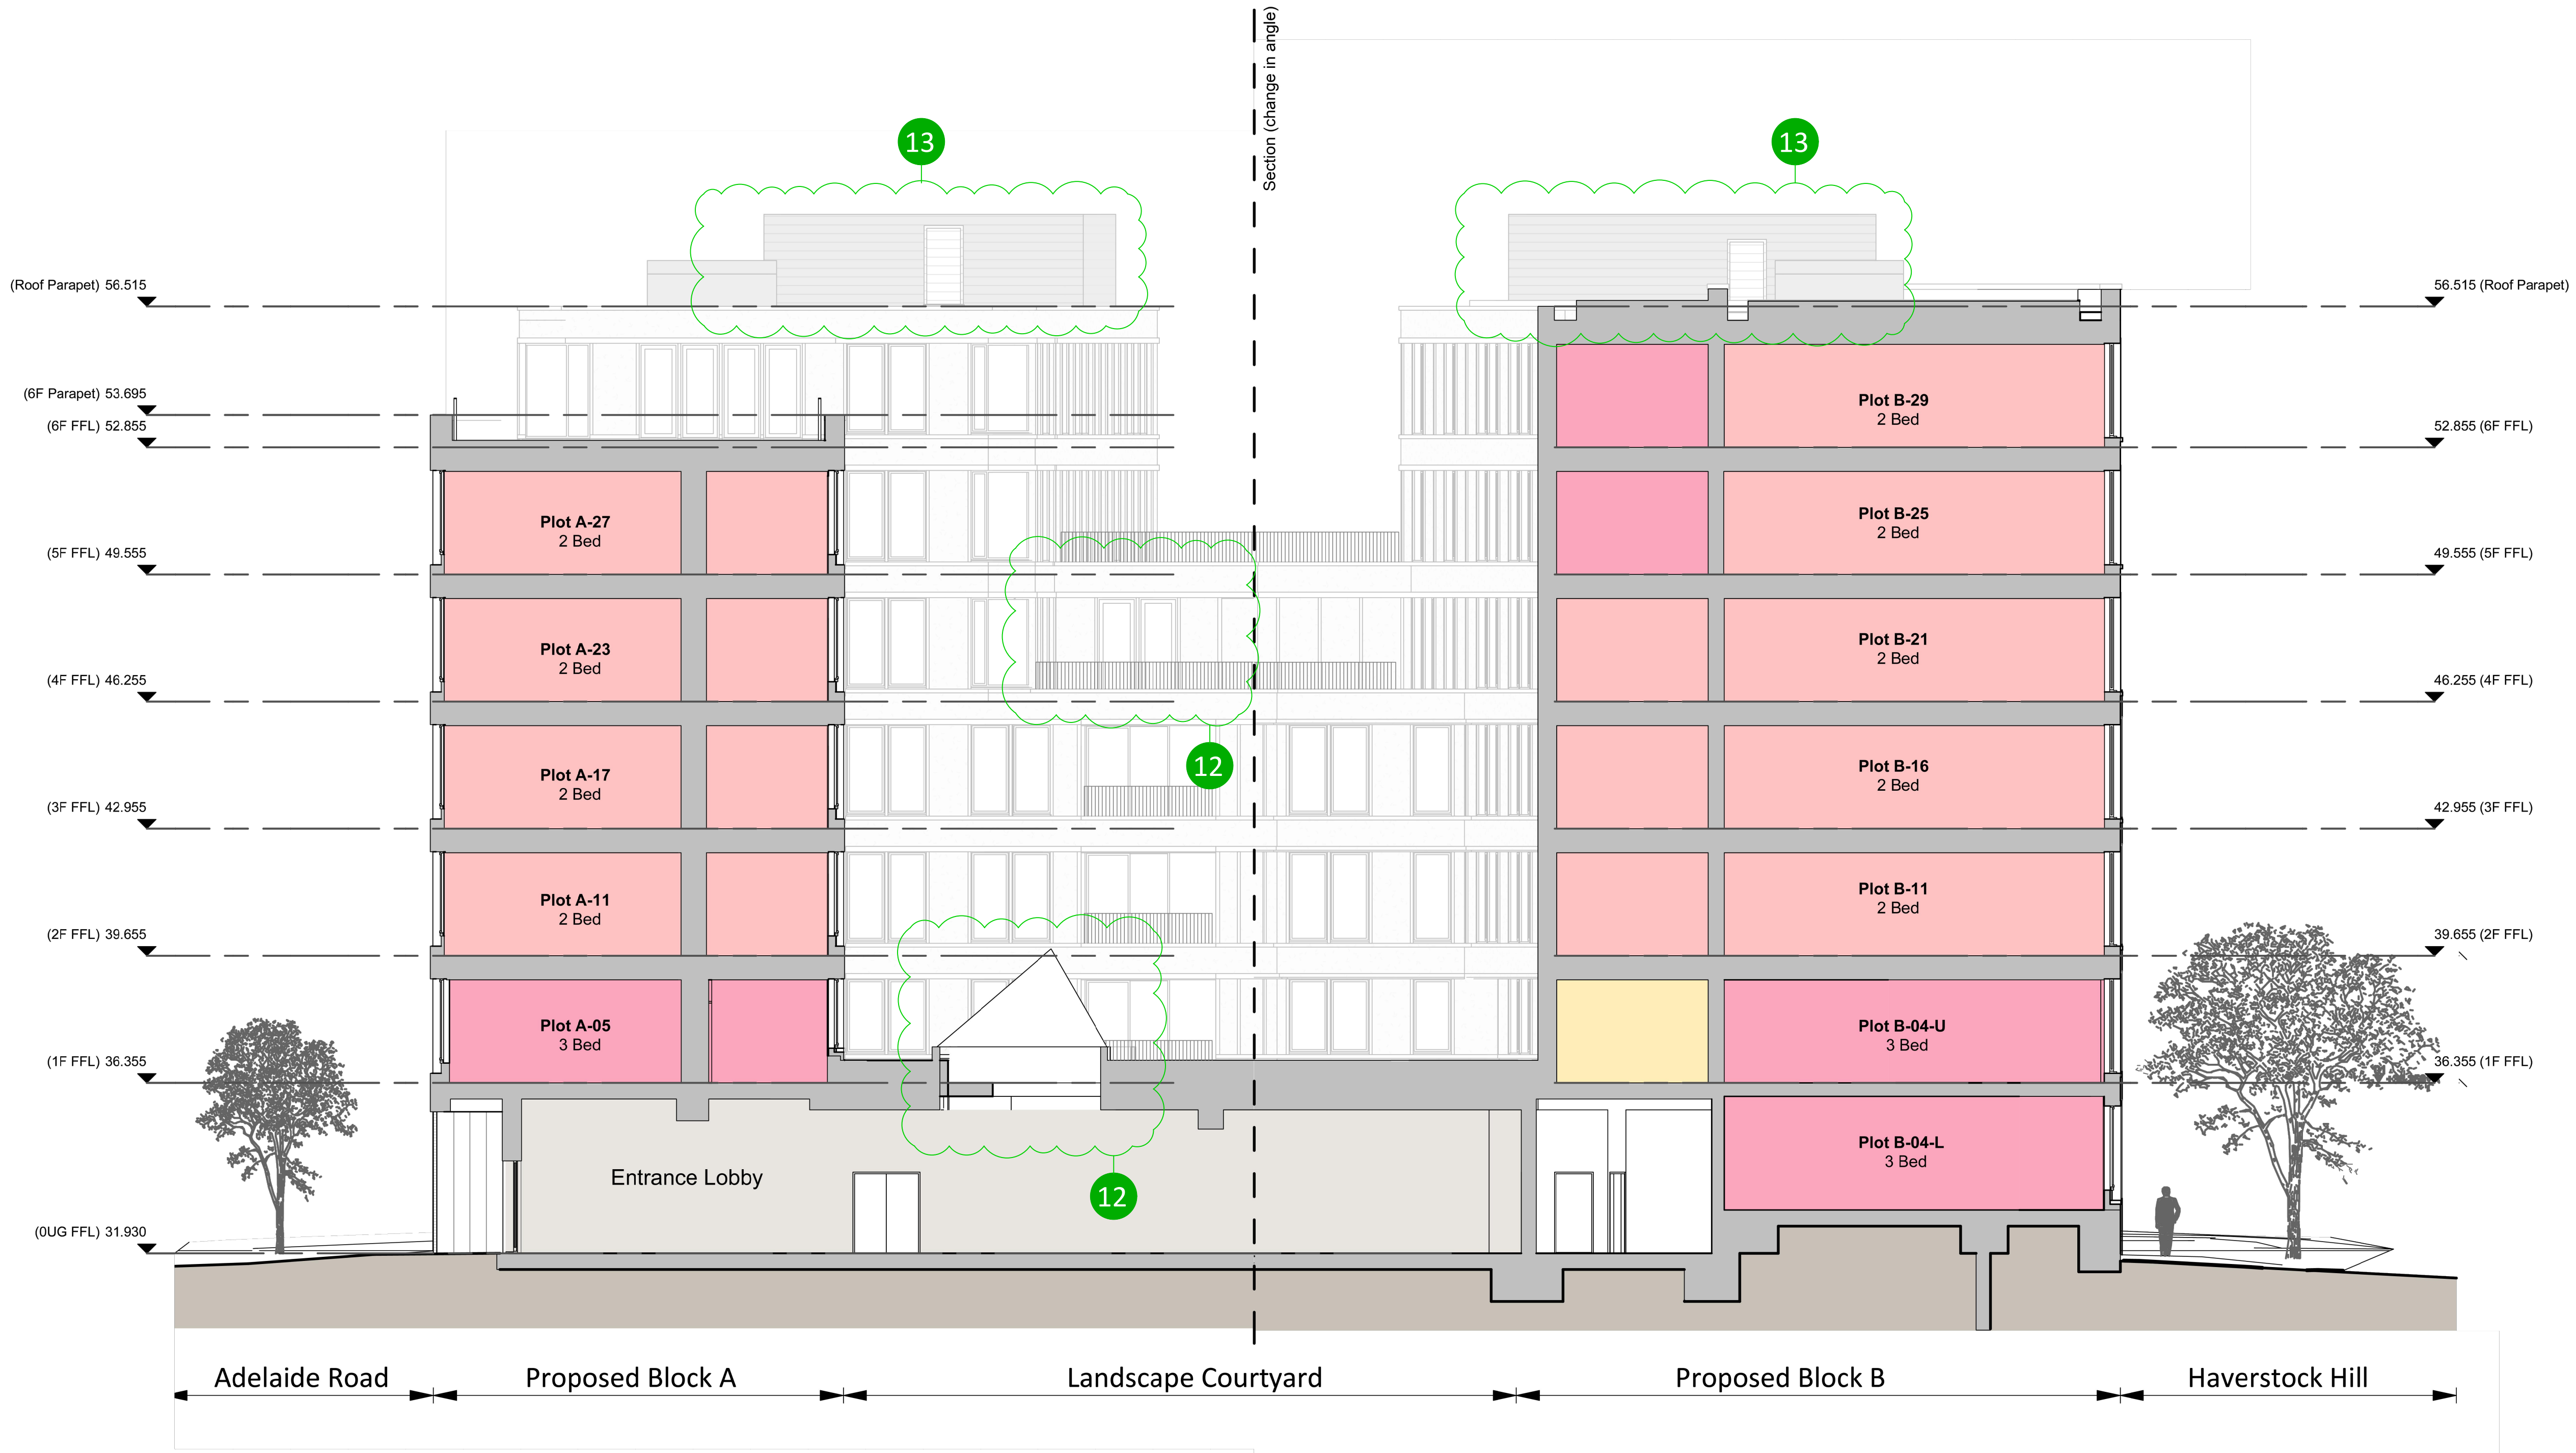 Section (change in angle)
13
13
(Roof Parapet) 56.515
56.515 (Roof Parapet)
(6F Parapet) 53.695
(6F FFL) 52.855
52.855 (6F FFL)
Plot B-29
2 Bed
Plot A-27
2 Bed
Plot B-25
2 Bed
(5F FFL) 49.555
49.555 (5F FFL)
Plot A-23
2 Bed
Plot B-21
2 Bed
(4F FFL) 46.255
46.255 (4F FFL)
12
Plot A-17
2 Bed
Plot B-16
2 Bed
(3F FFL) 42.955
42.955 (3F FFL)
Plot A-11
2 Bed
Plot B-11
2 Bed
(2F FFL) 39.655
39.655 (2F FFL)
Plot A-05
3 Bed
Plot B-04-U
3 Bed
(1F FFL) 36.355
36.355 (1F FFL)
Plot B-04-L
3 Bed
Entrance Lobby
12
(0UG FFL) 31.930
Adelaide Road
Proposed Block A
Landscape Courtyard
Proposed Block B
Haverstock Hill